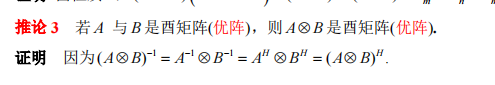 推论 3 若 A 与 B 是酉矩阵(优阵)，则 A⊗B 是酉矩阵(优阵).
证明 因为(A⊗B)⁻¹ = A⁻¹⊗B⁻¹ = Aᴴ⊗Bᴴ = (A⊗B)ᴴ.